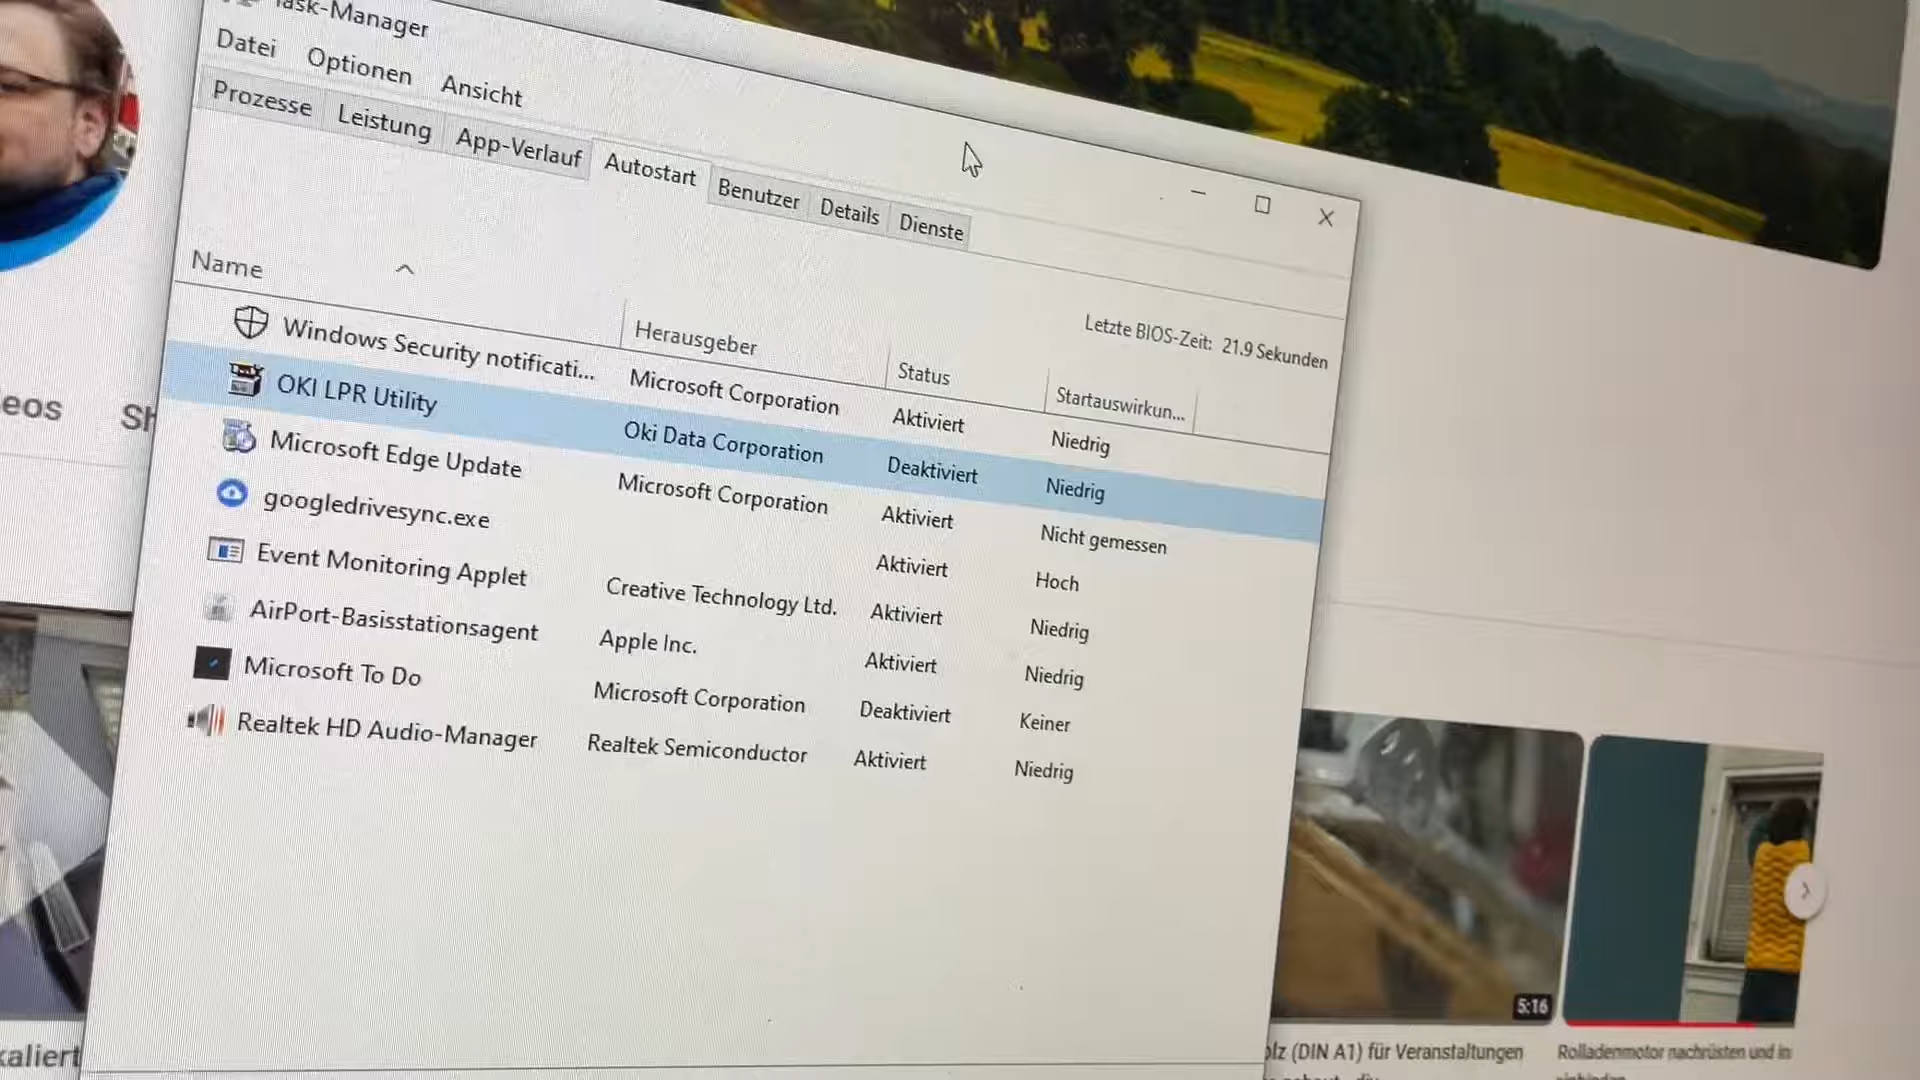 Task-Manager
Datei Optionen Ansicht
Prozesse Leistung App-Verlauf Autostart Benutzer Details Dienste
Letzte BIOS-Zeit: 21.9 Sekunden
Name Herausgeber Status Startauswirkun...
Windows Security notificati... Microsoft Corporation Aktiviert Niedrig
OKI LPR Utility Oki Data Corporation Deaktiviert Niedrig
Microsoft Edge Update Microsoft Corporation Aktiviert Nicht gemessen
googledrivesync.exe Aktiviert Hoch
Event Monitoring Applet Creative Technology Ltd. Aktiviert Niedrig
AirPort-Basisstationsagent Apple Inc. Aktiviert Niedrig
Microsoft To Do Microsoft Corporation Deaktiviert Keiner
Realtek HD Audio-Manager Realtek Semiconductor Aktiviert Niedrig
eos Sh
5:16
kaliert
olz (DIN A1) für Veranstaltungen
Rolladenmotor nachrüsten und in